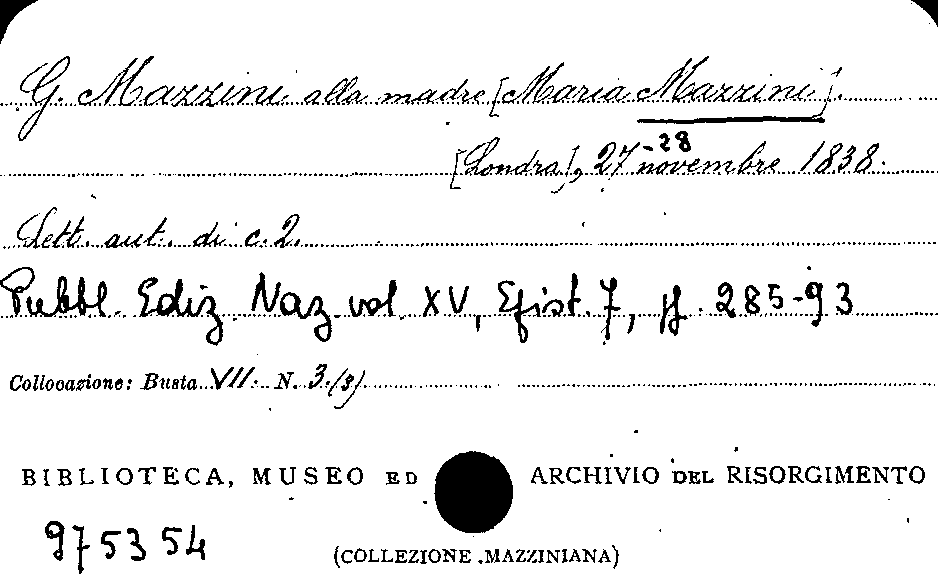 G. Mazzini alla madre [Maria Mazzini].
[Londra], 27-28 novembre 1838.
Lett. aut. di c. 2.
Pubbl. Ediz. Naz. vol. XV, Epist. 7, pp. 285-93
Collocazione: Busta VII. N. 3.(3)
BIBLIOTECA, MUSEO ED ARCHIVIO DEL RISORGIMENTO
975354
(COLLEZIONE MAZZINIANA)